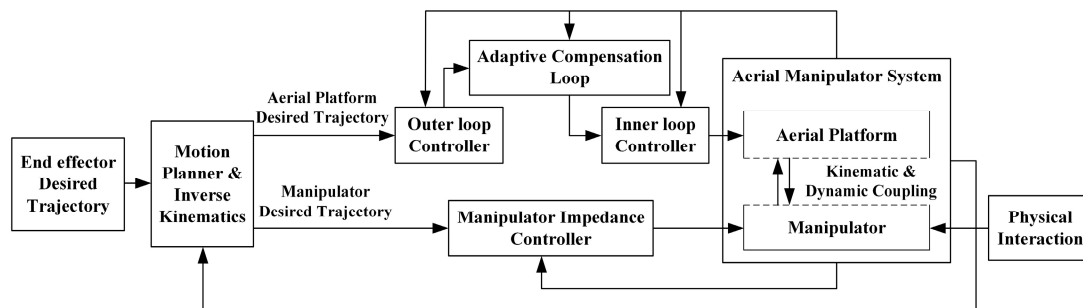 End effector
Desired
Trajectory
Motion
Planner &
Inverse
Kinematics
Aerial Platform
Desired Trajectory
Manipulator
Desired Trajectory
Outer loop
Controller
Adaptive Compensation
Loop
Inner loop
Controller
Manipulator Impedance
Controller
Aerial Manipulator System
Aerial Platform
Kinematic &
Dynamic Coupling
Manipulator
Physical
Interaction